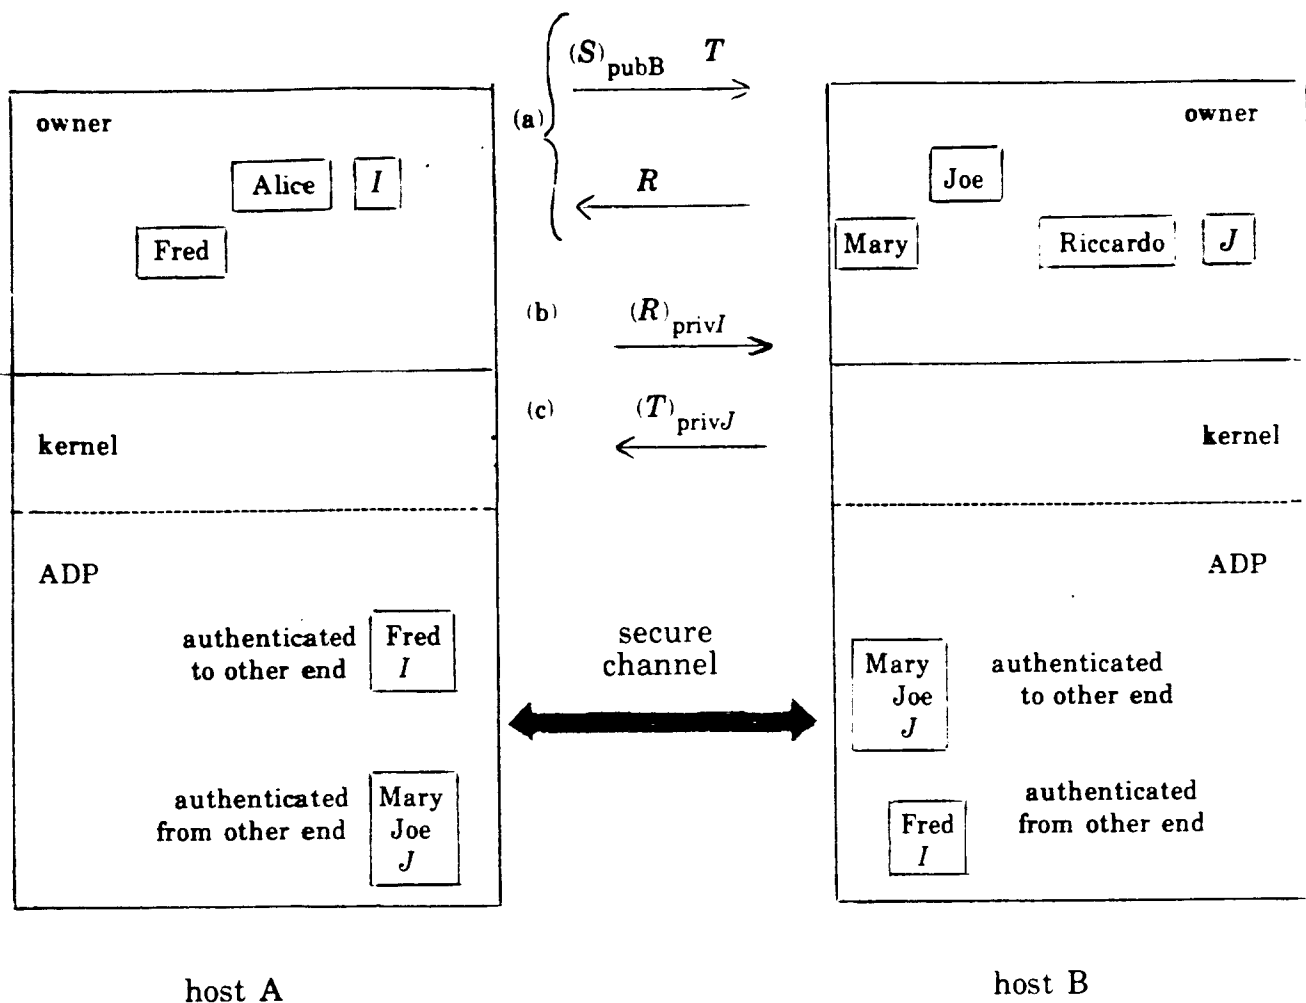 (a)
(S)pubB T
R
(b)
(R)privI
(c)
(T)privJ
owner
Alice
I
Fred
kernel
ADP
authenticated
to other end
Fred
I
authenticated
from other end
Mary
Joe
J
host A
secure
channel
owner
Joe
Mary
Riccardo
J
kernel
ADP
Mary
Joe
J
authenticated
to other end
Fred
I
authenticated
from other end
host B